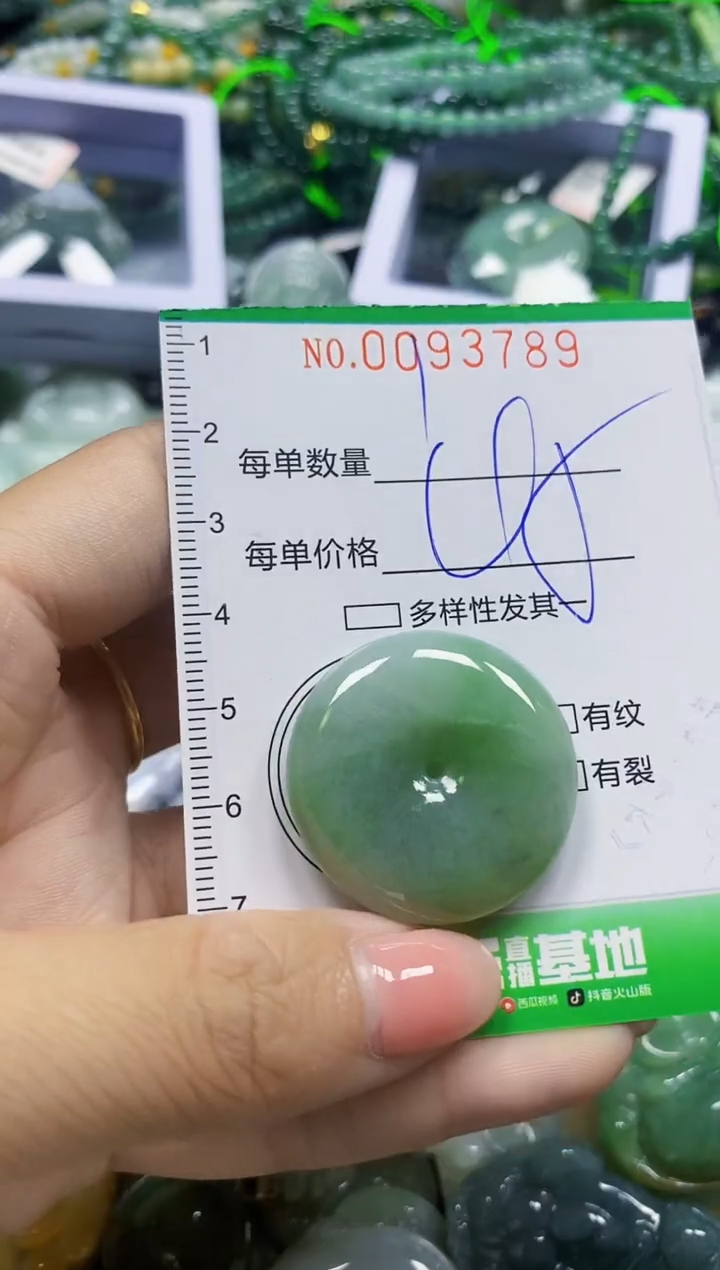 NO.0093789
1
2
每单数量
3
每单价格
4
多样性发其一
5
有纹
有裂
6
7
直播基地
西瓜视频 抖音火山版